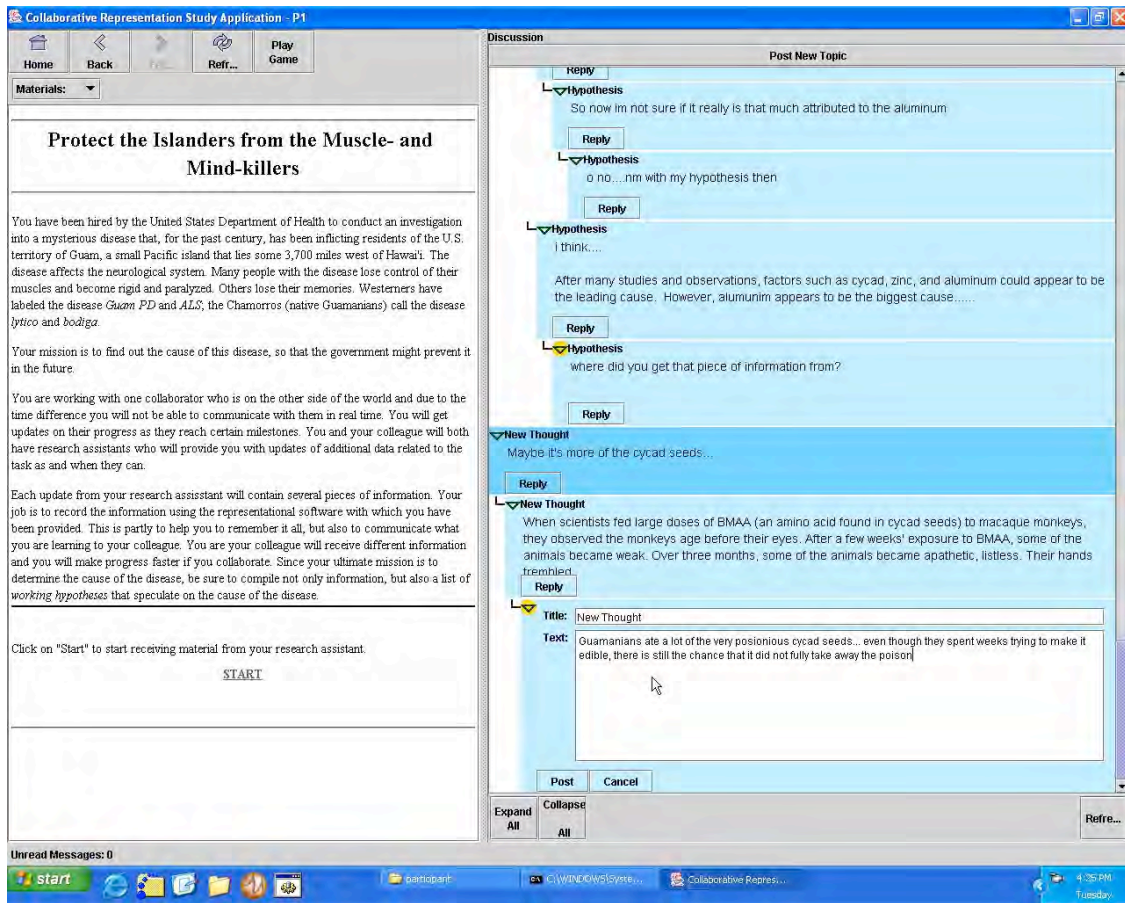 Collaborative Representation Study Application - P1
Home
Back
Refr...
Play
Game
Materials:
Protect the Islanders from the Muscle- and
Mind-killers
You have been hired by the United States Department of Health to conduct an investigation
into a mysterious disease that, for the past century, has been inflicting residents of the U.S.
territory of Guam, a small Pacific island that lies some 3,700 miles west of Hawai'i. The
disease affects the neurological system. Many people with the disease lose control of their
muscles and become rigid and paralyzed. Others lose their memories. Westerners have
labeled the disease Guam PD and ALS; the Chamorros (native Guamanians) call the disease
lytico and bodiga.
Your mission is to find out the cause of this disease, so that the government might prevent it
in the future.
You are working with one collaborator who is on the other side of the world and due to the
time difference you will not be able to communicate with them in real time. You will get
updates on their progress as they reach certain milestones. You and your colleague will both
have research assistants who will provide you with updates of additional data related to the
task as and when they can.
Each update from your research assisstant will contain several pieces of information. Your
job is to record the information using the representational software with which you have
been provided. This is partly to help you to remember it all, but also to communicate what
you are learning to your colleague. You are your colleague will receive different information
and you will make progress faster if you collaborate. Since your ultimate mission is to
determine the cause of the disease, be sure to compile not only information, but also a list of
working hypotheses that speculate on the cause of the disease.
Click on "Start" to start receiving material from your research assistant.
START
Discussion
Post New Topic
Reply
Hypothesis
So now im not sure if it really is that much attributed to the aluminum
Reply
Hypothesis
o no....nm with my hypothesis then
Reply
Hypothesis
i think....
After many studies and observations, factors such as cycad, zinc, and aluminum could appear to be
the leading cause. However, alumunim appears to be the biggest cause......
Reply
Hypothesis
where did you get that piece of information from?
Reply
New Thought
Maybe it's more of the cycad seeds...
Reply
New Thought
When scientists fed large doses of BMAA (an amino acid found in cycad seeds) to macaque monkeys,
they observed the monkeys age before their eyes. After a few weeks' exposure to BMAA, some of the
animals became weak. Over three months, some of the animals became apathetic, listless. Their hands
trembled
Reply
Title: New Thought
Text: Guamanians ate a lot of the very posionious cycad seeds... even though they spent weeks trying to make it
edible, there is still the chance that it did not fully take away the poison
Post
Cancel
Expand
All
Collapse
All
Refre...
Unread Messages: 0
start
participant
C:\WINDOWS\Syste...
Collaborative Repres...
4:35 PM
Tuesday